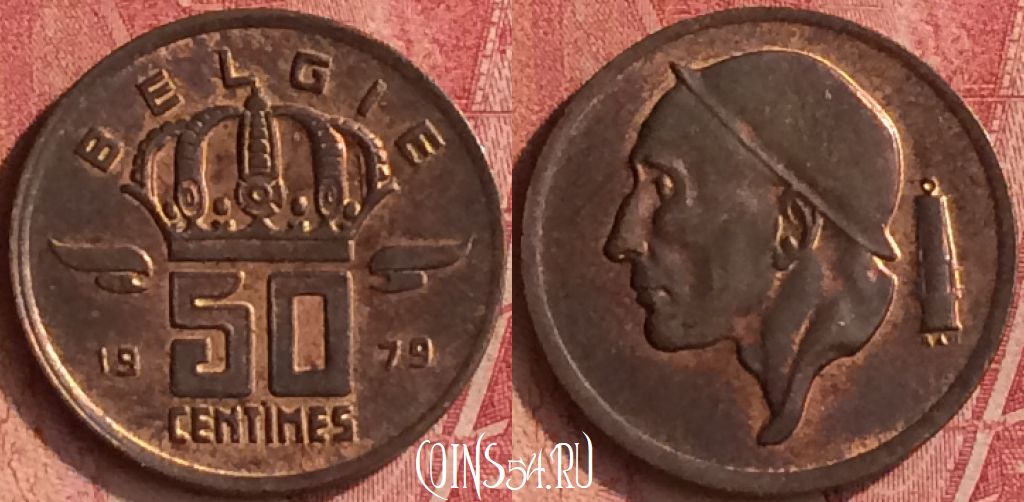 BELGIE
50
19 79
CENTIMES
COINS54.RU